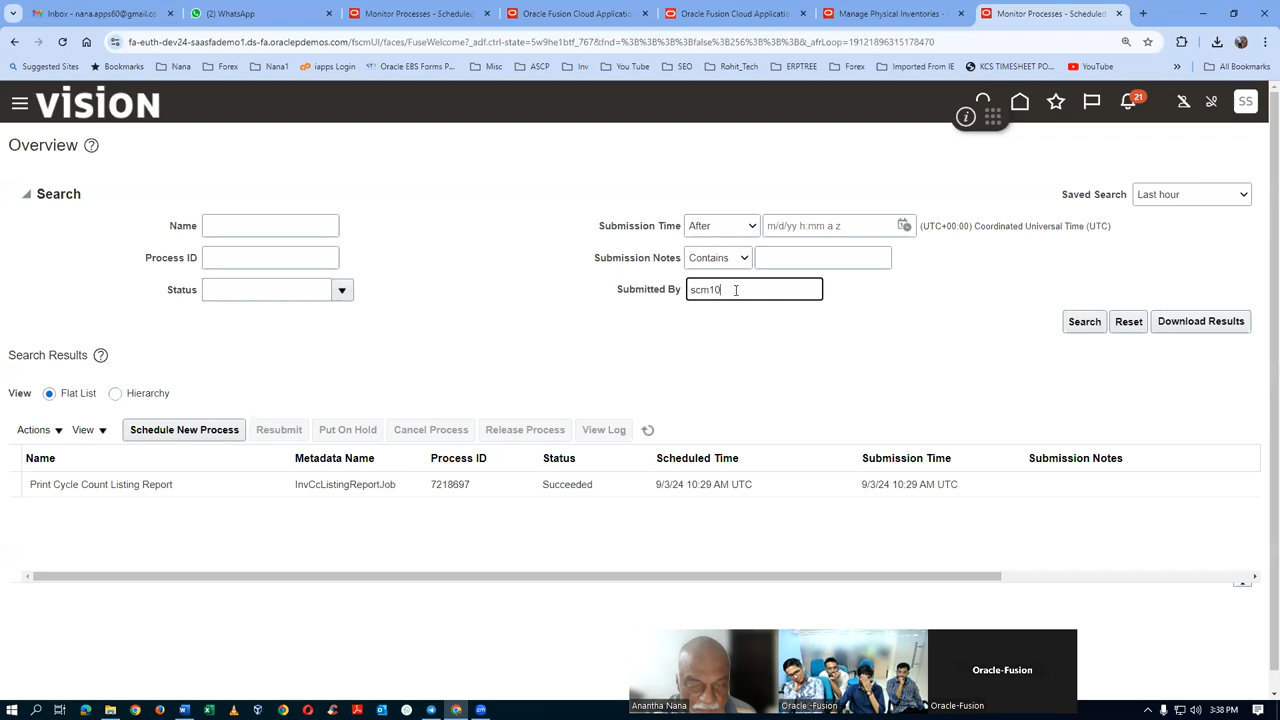 Inbox - nana.apps60@gmail.co
(2) WhatsApp
Monitor Processes - Scheduled
Oracle Fusion Cloud Applicatio
Oracle Fusion Cloud Applicatio
Manage Physical Inventories -
Monitor Processes - Scheduled
fa-euth-dev24-saasfademo1.ds-fa.oraclepdemos.com/fscmUI/faces/FuseWelcome?_adf.ctrl-state=5w9he1btf_767&fnd=%3B%3B%3B%3Bfalse%3B256%3B%3B%3B&_afrLoop=19121896315178470
Suggested Sites
Bookmarks
Nana
Forex
Nana1
iapps Login
Oracle EBS Forms P...
Misc
ASCP
Inv
You Tube
SEO
Rohit_Tech
ERPTREE
Forex
Imported From IE
KCS TIMESHEET PO...
YouTube
All Bookmarks
VISION
21
SS
Overview
Search
Saved Search Last hour
Name
Submission Time After m/d/yy h:mm a z (UTC+00:00) Coordinated Universal Time (UTC)
Process ID
Submission Notes Contains
Status
Submitted By scm10
Search Reset Download Results
Search Results
View Flat List Hierarchy
Actions View Schedule New Process Resubmit Put On Hold Cancel Process Release Process View Log
Name Metadata Name Process ID Status Scheduled Time Submission Time Submission Notes
Print Cycle Count Listing Report InvCcListingReportJob 7218697 Succeeded 9/3/24 10:29 AM UTC 9/3/24 10:29 AM UTC
Oracle-Fusion
Anantha Nana
Oracle-Fusion
Oracle-Fusion
3:38 PM